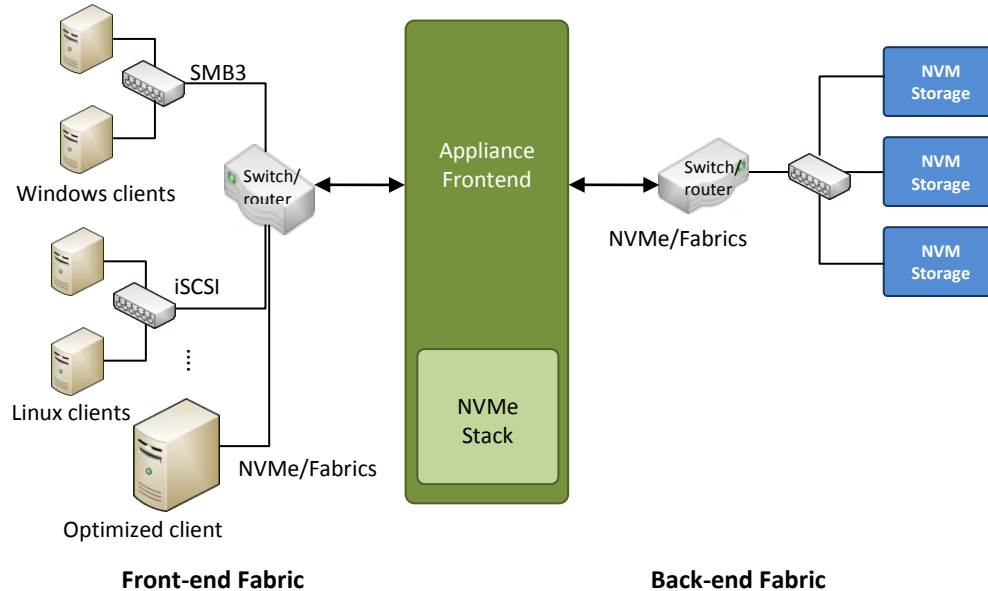 SMB3
Windows clients
Switch/
router
iSCSI
⋮
Linux clients
NVMe/Fabrics
Optimized client
Front-end Fabric
Appliance
Frontend
NVMe
Stack
Switch/
router
NVMe/Fabrics
NVM
Storage
NVM
Storage
NVM
Storage
Back-end Fabric